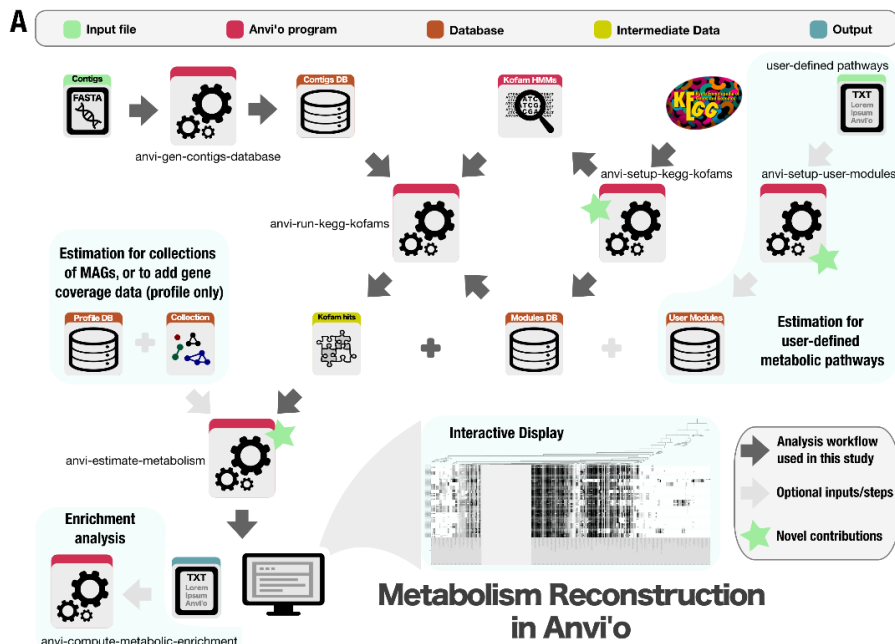 A
Input file
Anvi'o program
Database
Intermediate Data
Output
Contigs
FASTA
anvi-gen-contigs-database
Contigs DB
Kofam HMMs
ATC
KEGG
user-defined pathways
TXT
Lorem
Ipsum
Anvi'o
anvi-setup-kegg-kofams
anvi-setup-user-modules
anvi-run-kegg-kofams
Estimation for collections
of MAGs, or to add gene
coverage data (profile only)
Profile DB
Collection
Kofam hits
Modules DB
User Modules
Estimation for
user-defined
metabolic pathways
anvi-estimate-metabolism
Interactive Display
Analysis workflow
used in this study
Optional inputs/steps
Novel contributions
Enrichment
analysis
TXT
Lorem
Ipsum
Anvi'o
anvi-compute-metabolic-enrichment
Metabolism Reconstruction
in Anvi'o